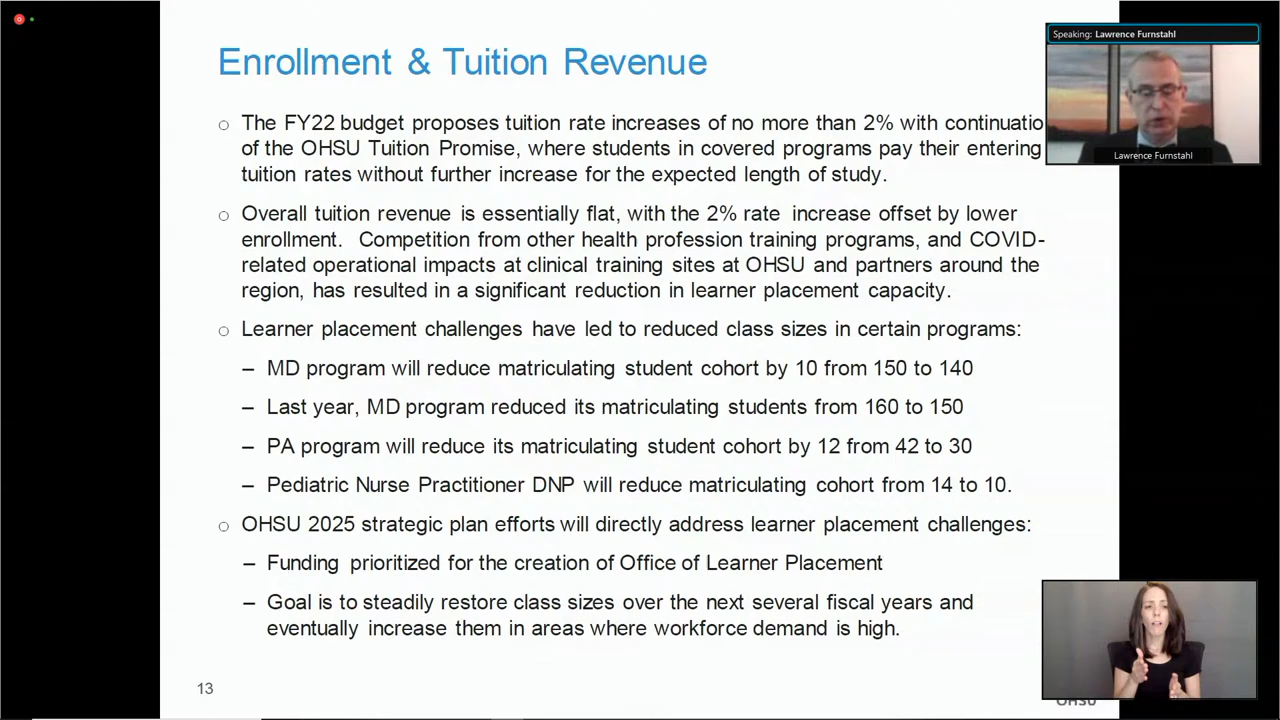 Enrollment & Tuition Revenue
Speaking: Lawrence Furnstahl
Lawrence Furnstahl
○ The FY22 budget proposes tuition rate increases of no more than 2% with continuatio
of the OHSU Tuition Promise, where students in covered programs pay their entering
tuition rates without further increase for the expected length of study.
○ Overall tuition revenue is essentially flat, with the 2% rate increase offset by lower
enrollment. Competition from other health profession training programs, and COVID-
related operational impacts at clinical training sites at OHSU and partners around the
region, has resulted in a significant reduction in learner placement capacity.
○ Learner placement challenges have led to reduced class sizes in certain programs:
– MD program will reduce matriculating student cohort by 10 from 150 to 140
– Last year, MD program reduced its matriculating students from 160 to 150
– PA program will reduce its matriculating student cohort by 12 from 42 to 30
– Pediatric Nurse Practitioner DNP will reduce matriculating cohort from 14 to 10.
○ OHSU 2025 strategic plan efforts will directly address learner placement challenges:
– Funding prioritized for the creation of Office of Learner Placement
– Goal is to steadily restore class sizes over the next several fiscal years and
eventually increase them in areas where workforce demand is high.
13
OHSU